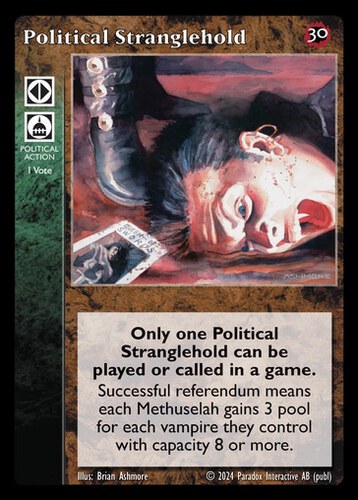 Political Stranglehold
30
POLITICAL
ACTION
1 Vote
ASHMORE
Only one Political
Stranglehold can be
played or called in a game.
Successful referendum means
each Methuselah gains 3 pool
for each vampire they control
with capacity 8 or more.
Illus: Brian Ashmore © 2024 Paradox Interactive AB (publ)